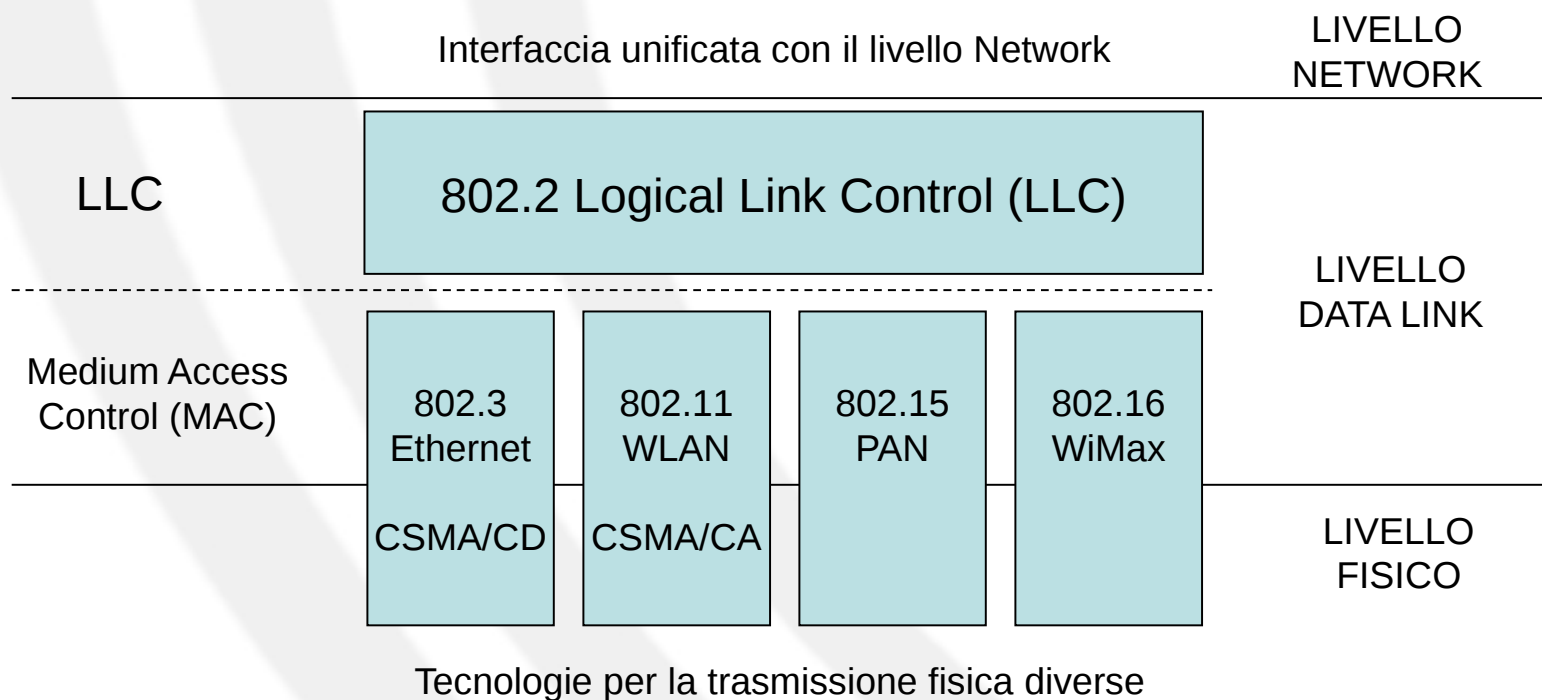 Interfaccia unificata con il livello Network
LIVELLO
NETWORK
LLC
802.2 Logical Link Control (LLC)
LIVELLO
DATA LINK
Medium Access
Control (MAC)
802.3
Ethernet
CSMA/CD
802.11
WLAN
CSMA/CA
802.15
PAN
802.16
WiMax
LIVELLO
FISICO
Tecnologie per la trasmissione fisica diverse